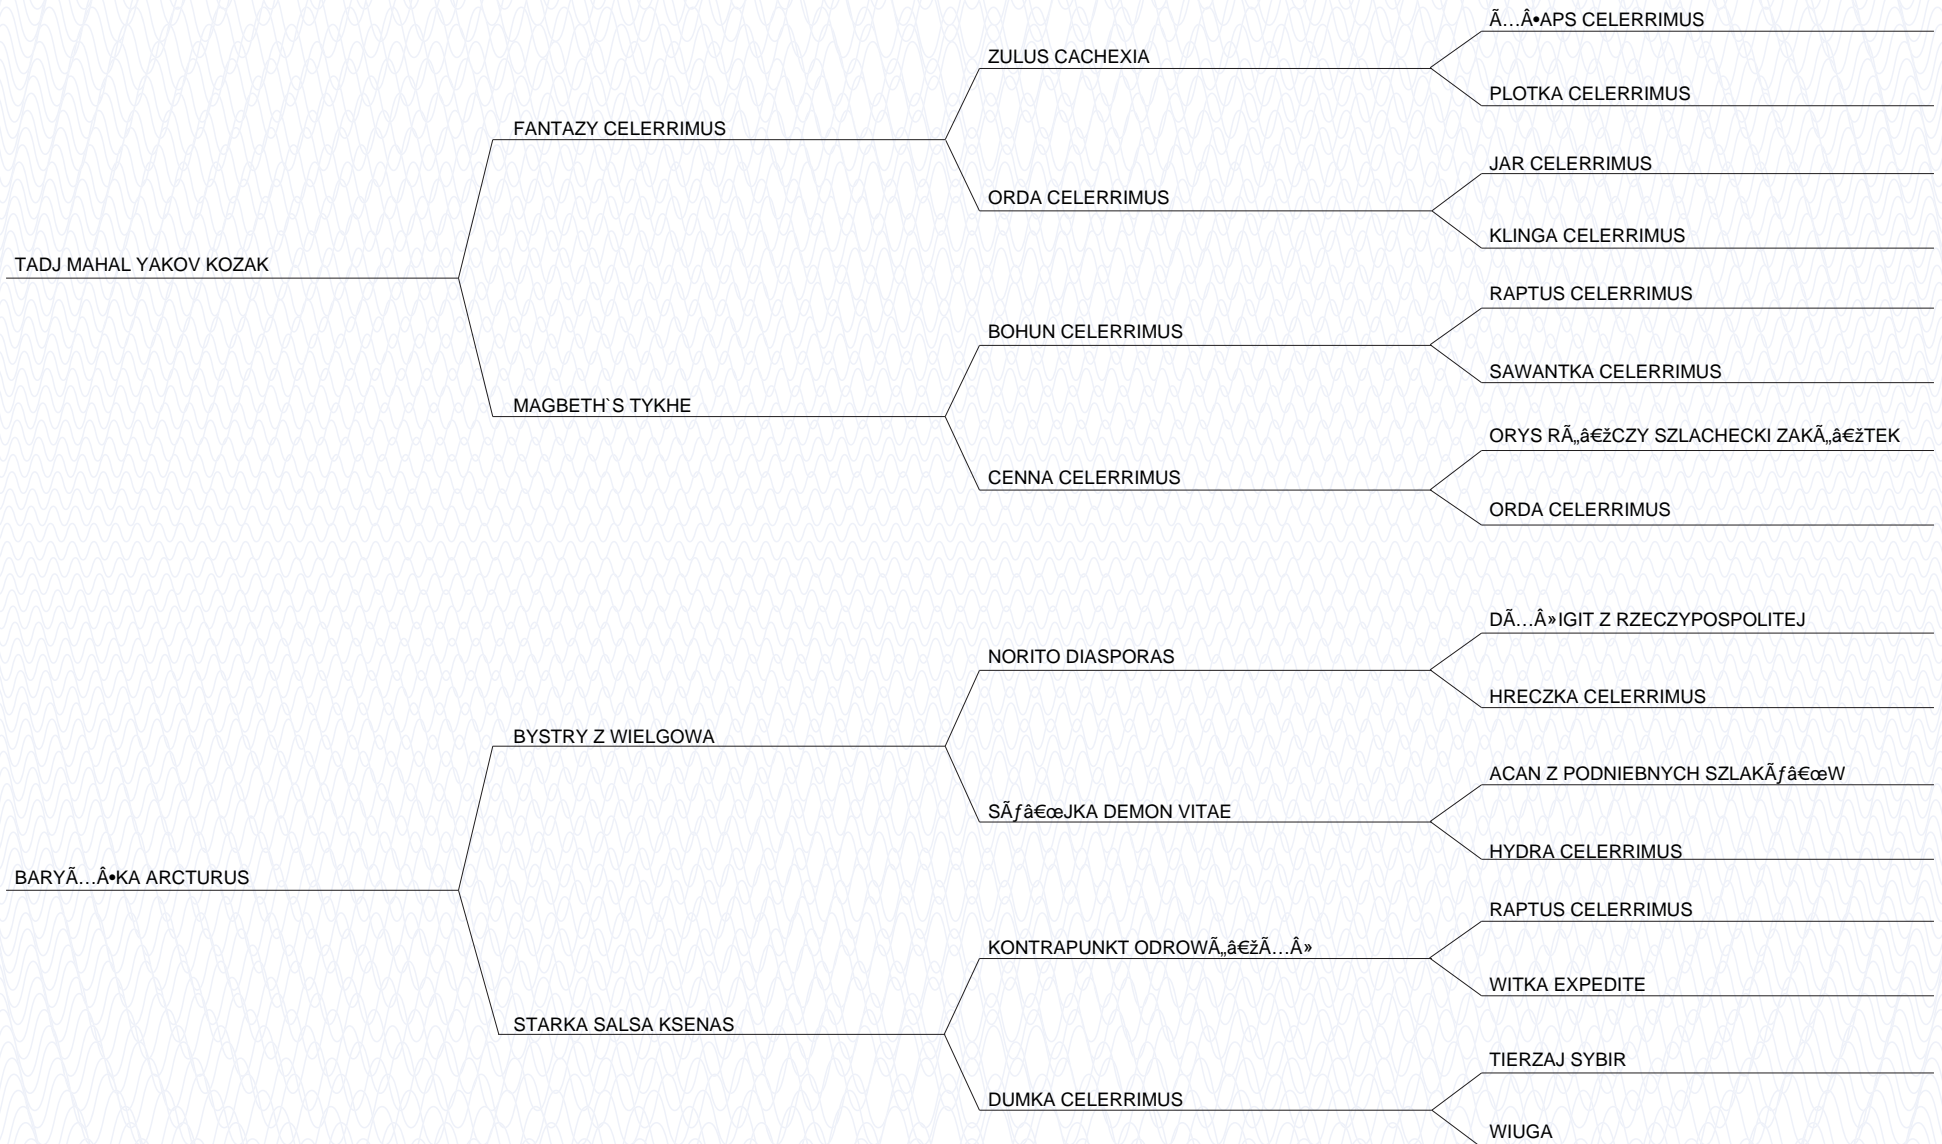 Ã…Â•APS CELERRIMUS
ZULUS CACHEXIA
PLOTKA CELERRIMUS
FANTAZY CELERRIMUS
JAR CELERRIMUS
ORDA CELERRIMUS
KLINGA CELERRIMUS
TADJ MAHAL YAKOV KOZAK
RAPTUS CELERRIMUS
BOHUN CELERRIMUS
SAWANTKA CELERRIMUS
MAGBETH`S TYKHE
ORYS RÃ„â€žCZY SZLACHECKI ZAKÃ„â€žTEK
CENNA CELERRIMUS
ORDA CELERRIMUS
DÃ…Â»IGIT Z RZECZYPOSPOLITEJ
NORITO DIASPORAS
HRECZKA CELERRIMUS
BYSTRY Z WIELGOWA
ACAN Z PODNIEBNYCH SZLAKÃƒâ€œW
SÃƒâ€œJKA DEMON VITAE
HYDRA CELERRIMUS
BARYÃ…Â•KA ARCTURUS
RAPTUS CELERRIMUS
KONTRAPUNKT ODROWÃ„â€žÃ…Â»
WITKA EXPEDITE
STARKA SALSA KSENAS
TIERZAJ SYBIR
DUMKA CELERRIMUS
WIUGA